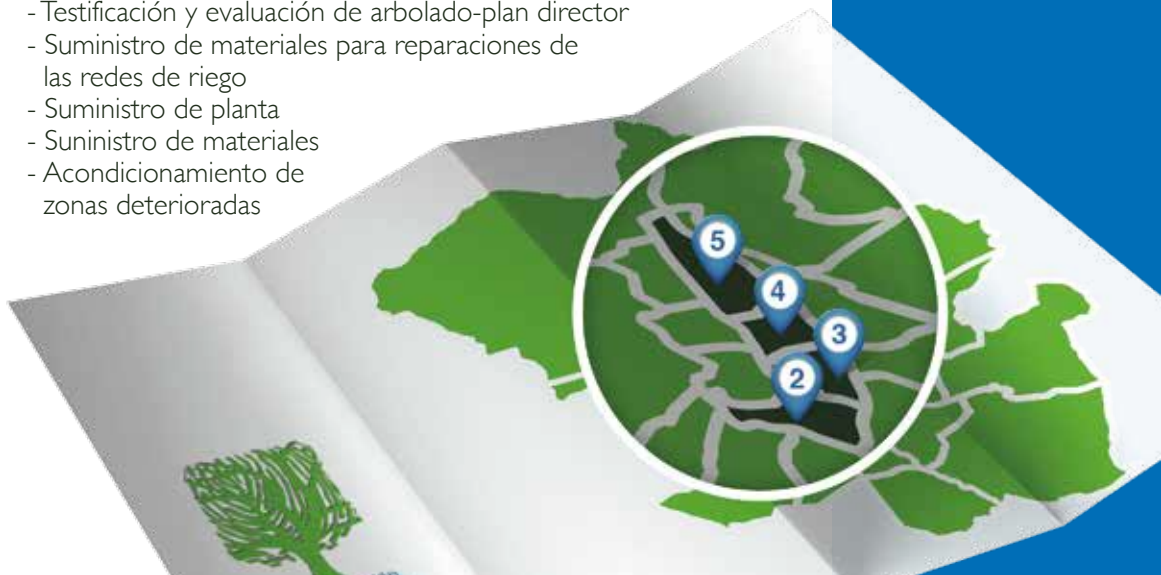 - Testificación y evaluación de arbolado-plan director
- Suministro de materiales para reparaciones de
las redes de riego
- Suministro de planta
- Suninistro de materiales
- Acondicionamiento de
zonas deterioradas
5
4
3
2